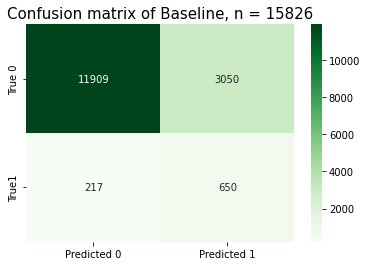 Confusion matrix of Baseline, n = 15826
True 0
11909
3050
True1
217
650
Predicted 0
Predicted 1
10000
8000
6000
4000
2000